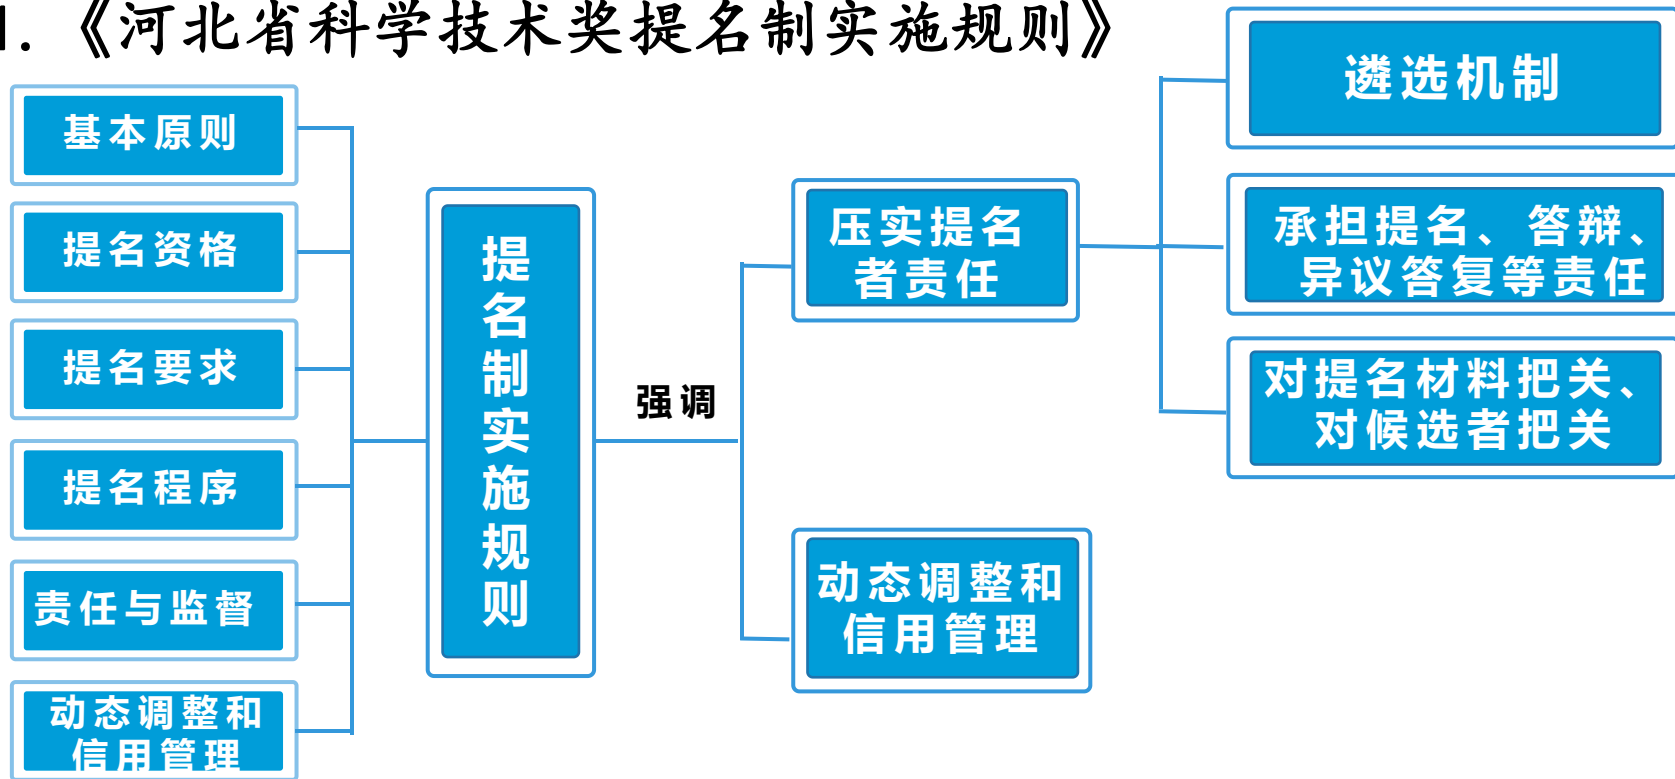 1.《河北省科学技术奖提名制实施规则》
基本原则
提名资格
提名要求
提名程序
责任与监督
动态调整和
信用管理
提名制实施规则
强调
压实提名
者责任
动态调整和
信用管理
遴选机制
承担提名、答辩、
异议答复等责任
对提名材料把关、
对候选者把关